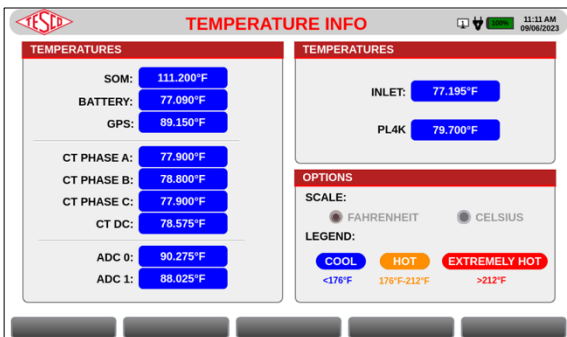 TESCO
TEMPERATURE INFO
100%
11:11 AM
09/06/2023
TEMPERATURES
SOM: 111.200°F
BATTERY: 77.090°F
GPS: 89.150°F
CT PHASE A: 77.900°F
CT PHASE B: 78.800°F
CT PHASE C: 77.900°F
CT DC: 78.575°F
ADC 0: 90.275°F
ADC 1: 88.025°F
TEMPERATURES
INLET: 77.195°F
PL4K 79.700°F
OPTIONS
SCALE:
FAHRENHEIT CELSIUS
LEGEND:
COOL HOT EXTREMELY HOT
<176°F 176°F-212°F >212°F